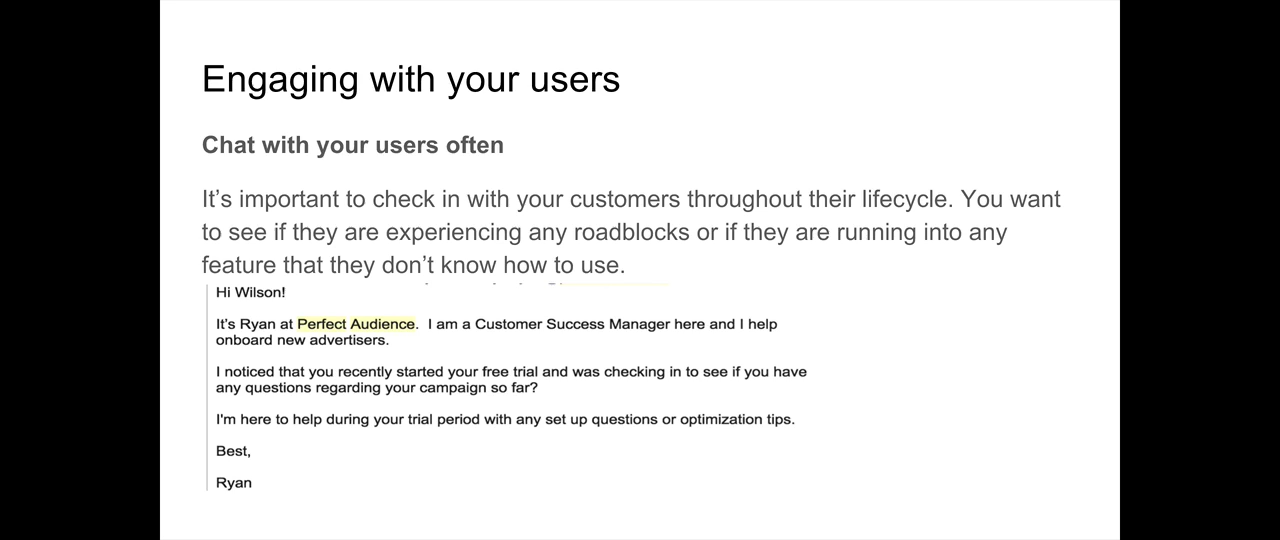 Engaging with your users
Chat with your users often
It’s important to check in with your customers throughout their lifecycle. You want
to see if they are experiencing any roadblocks or if they are running into any
feature that they don’t know how to use.
Hi Wilson!
It’s Ryan at Perfect Audience.  I am a Customer Success Manager here and I help
onboard new advertisers.
I noticed that you recently started your free trial and was checking in to see if you have
any questions regarding your campaign so far?
I'm here to help during your trial period with any set up questions or optimization tips.
Best,
Ryan